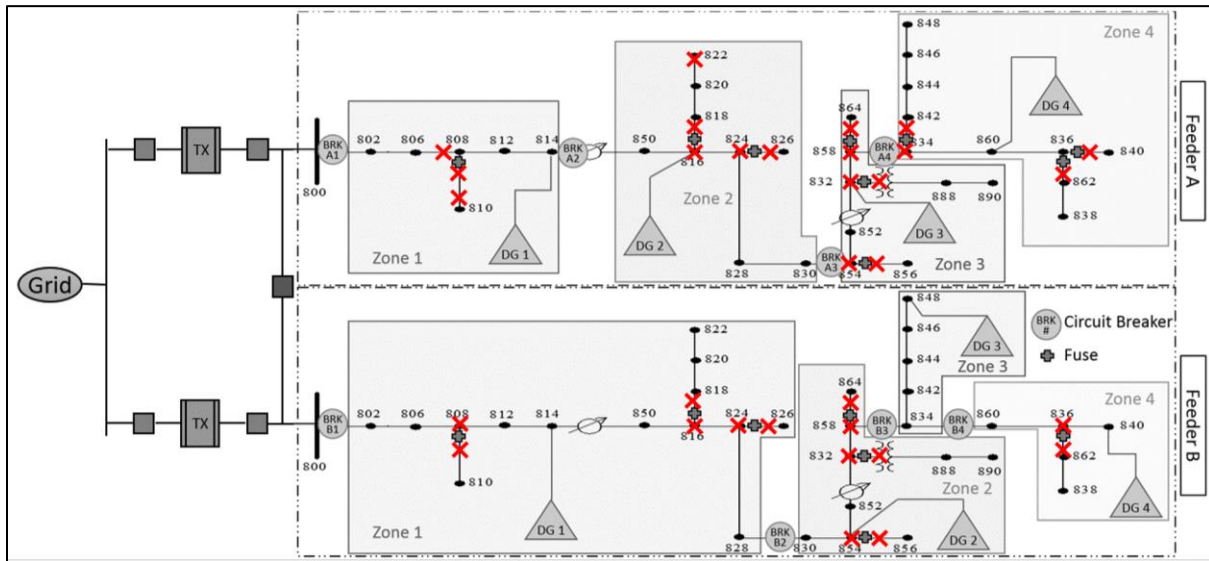 848
Zone 4
822
846
820
864
844
DG 4
TX
818
842
BRK A1
802
806
808
812
814
BRK A2
850
824
826
858
BRK A4
834
860
836
840
816
800
832
862
810
Zone 2
888
890
838
852
DG 1
DG 2
DG 3
Zone 1
828
830
BRK A3
854
856
Zone 3
Feeder A
Grid
848
822
846
DG 3
BRK #
Circuit Breaker
820
844
Fuse
Zone 3
864
818
842
Zone 4
TX
BRK B1
802
806
808
812
814
850
824
826
858
BRK B3
834
BRK B4
860
836
840
816
800
832
862
810
888
890
838
Zone 2
DG 4
852
DG 1
DG 2
Zone 1
828
BRK B2
830
854
856
Feeder B